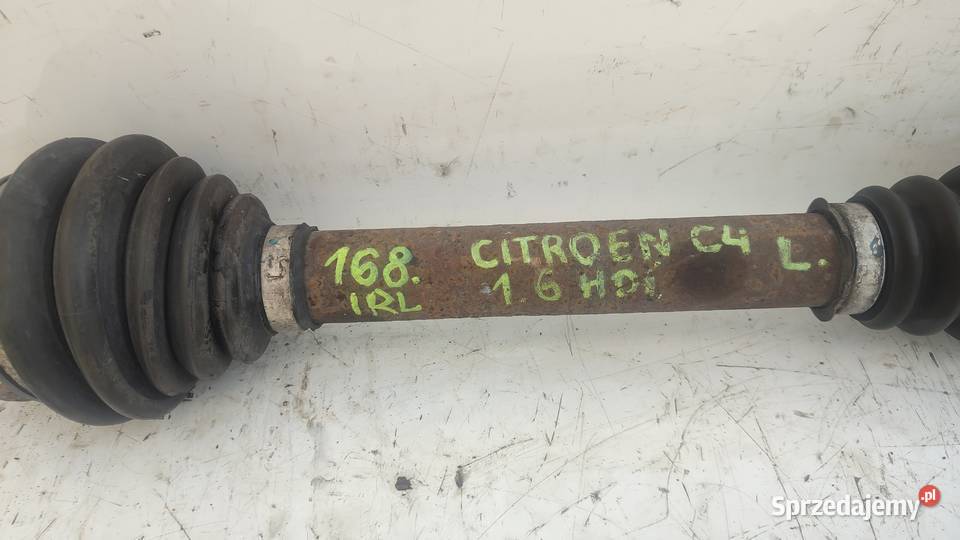 168. CITROEN C4 L.
IRL 1.6 HDi
Sprzedajemy.pl